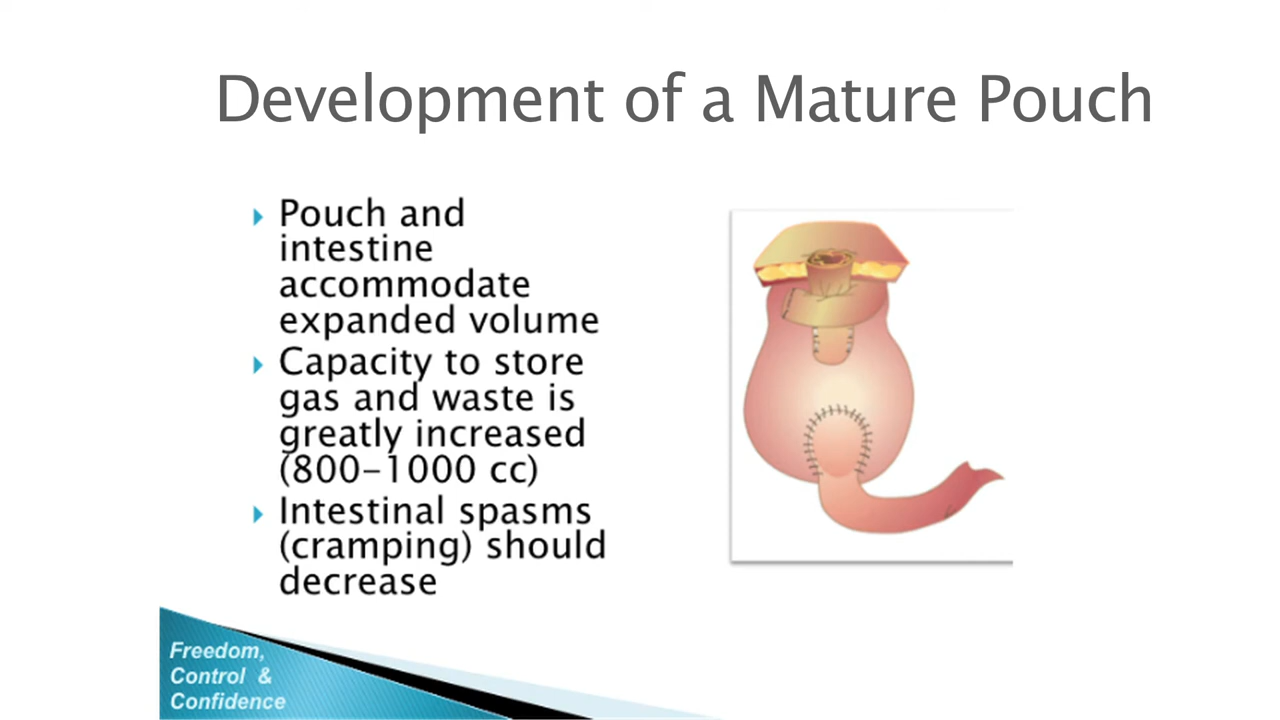 Development of a Mature Pouch
Pouch and
intestine
accommodate
expanded volume
Capacity to store
gas and waste is
greatly increased
(800-1000 cc)
Intestinal spasms
(cramping) should
decrease
Freedom,
Control &
Confidence